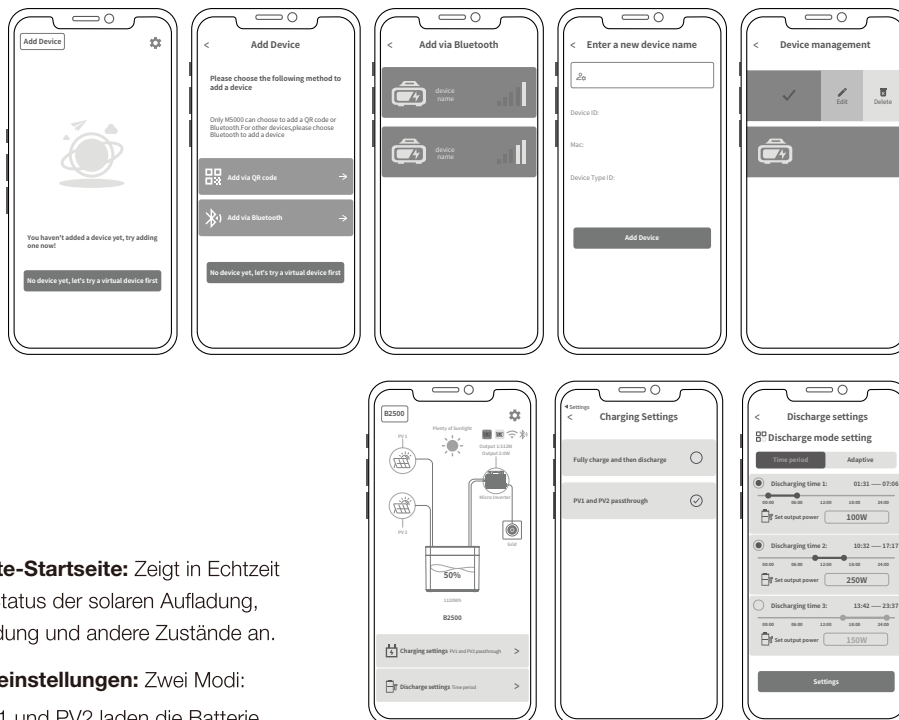 Add Device
You haven't added a device yet, try adding
one now!
No device yet, let's try a virtual device first
<
Add Device
Please choose the following method to
add a device
Only M5000 can choose to add a QR code or
Bluetooth.For other devices,please choose
Bluetooth to add a device
Add via QR code
Add via Bluetooth
No device yet, let's try a virtual device first
<
Add via Bluetooth
device
name
device
name
<
Enter a new device name
Device ID:
Mac:
Device Type ID:
Add Device
<
Device management
Edit
Delete
B2500
Plenty of Sunlight
PV 1
Output 1:112W
Output 2:0W
Micro Inverter
PV 2
Grid
50%
B2500
Charging settings PV1 and PV2 passthrough >
Discharge settings Time period >
Settings
<
Charging Settings
Fully charge and then discharge
PV1 and PV2 passthrough
<
Discharge settings
Discharge mode setting
Time period
Adaptive
Discharging time 1: 01:31 — 07:06
00:00 06:00 12:00 18:00 24:00
Set output power 100W
Discharging time 2: 10:32 — 17:17
00:00 06:00 12:00 18:00 24:00
Set output power 250W
Discharging time 3: 13:42 — 23:37
00:00 06:00 12:00 18:00 24:00
Set output power 150W
Settings
te-Startseite: Zeigt in Echtzeit
tatus der solaren Aufladung,
dung und andere Zustände an.
einstellungen: Zwei Modi:
1 und PV2 laden die Batterie